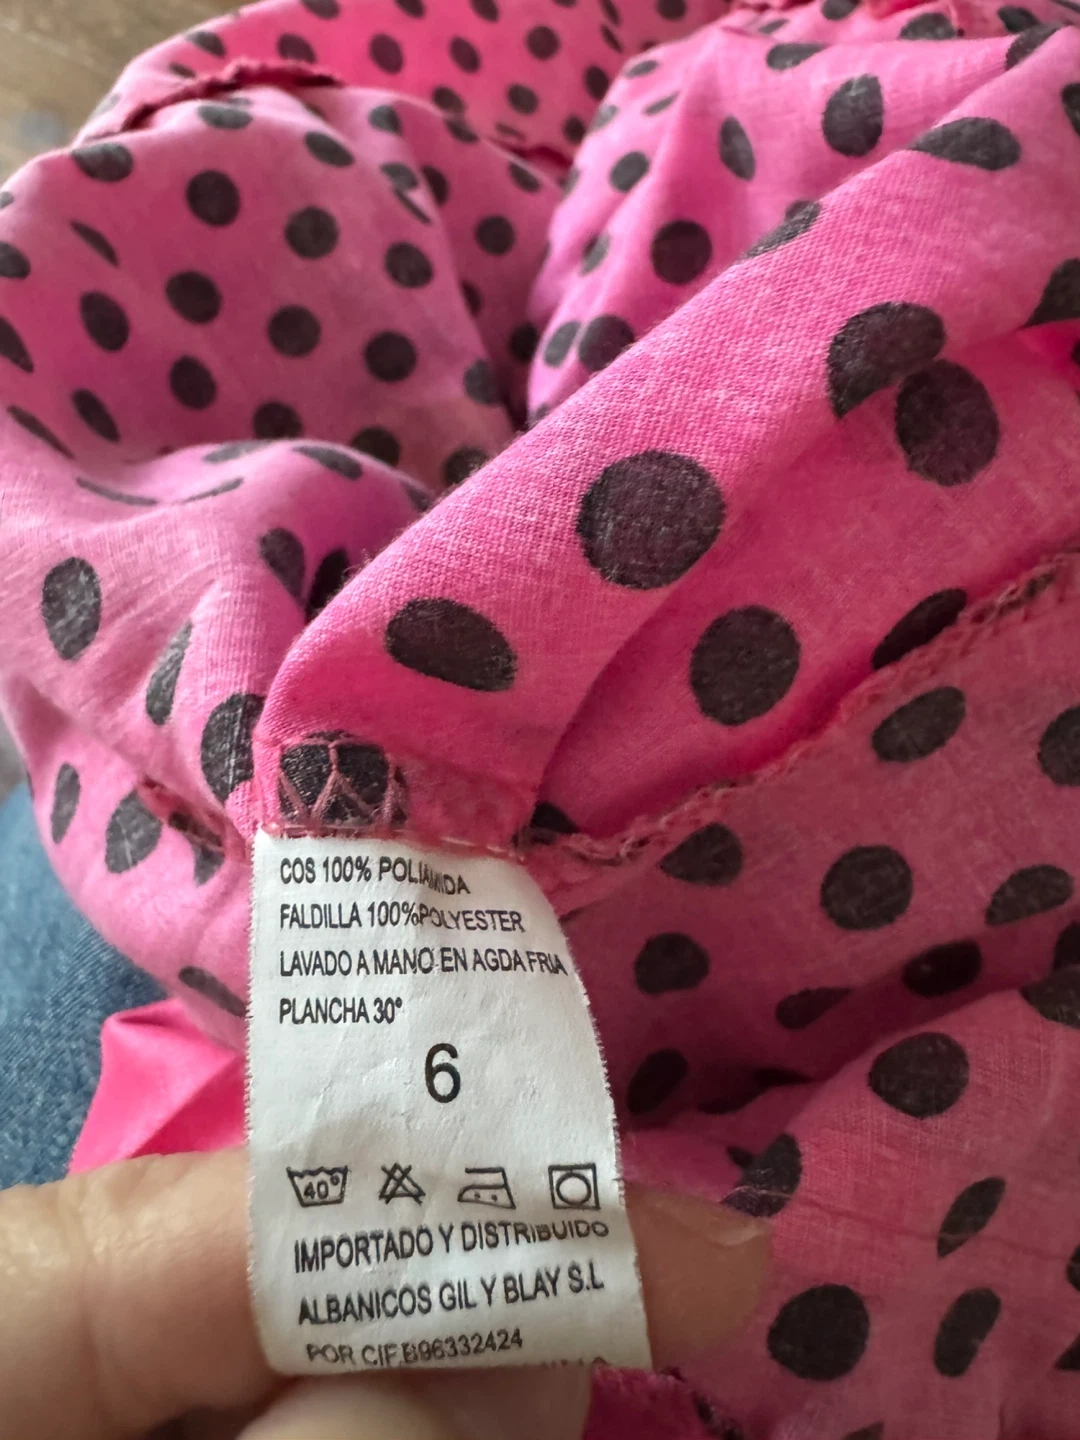 COS 100% POLIAMIDA
FALDILLA 100%POLYESTER
LAVADO A MANO EN AGDA FRIA
PLANCHA 30°
6
40°
IMPORTADO Y DISTRIBUIDO
ALBANICOS GIL Y BLAY S.L
POR CIF.B96332424